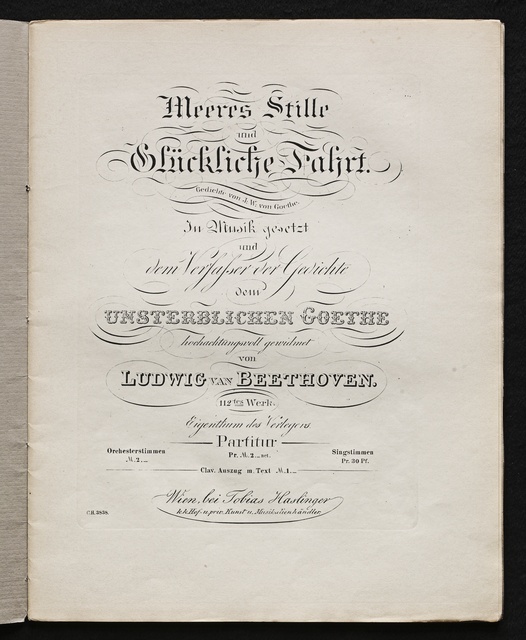 Meeres Stille
und
Glückliche Fahrt.
Gedichte von J. W. von Goethe.
In Musik gesetzt
und
dem Verfasser der Gedichte
dem
UNSTERBLICHEN GOETHE
hochachtungsvoll gewidmet
von
LUDWIG VAN BEETHOVEN.
112tes Werk.
Eigenthum des Verlegers.
Partitur
Orchesterstimmen Pr. M. 2._ net. Singstimmen
M. 2._ Pr. 30 Pf.
Clav. Auszug m. Text M. 1._
Wien, bei Tobias Haslinger
k.k. Hof- u. priv. Kunst u. Musikalienhändler.
C.H. 3838.